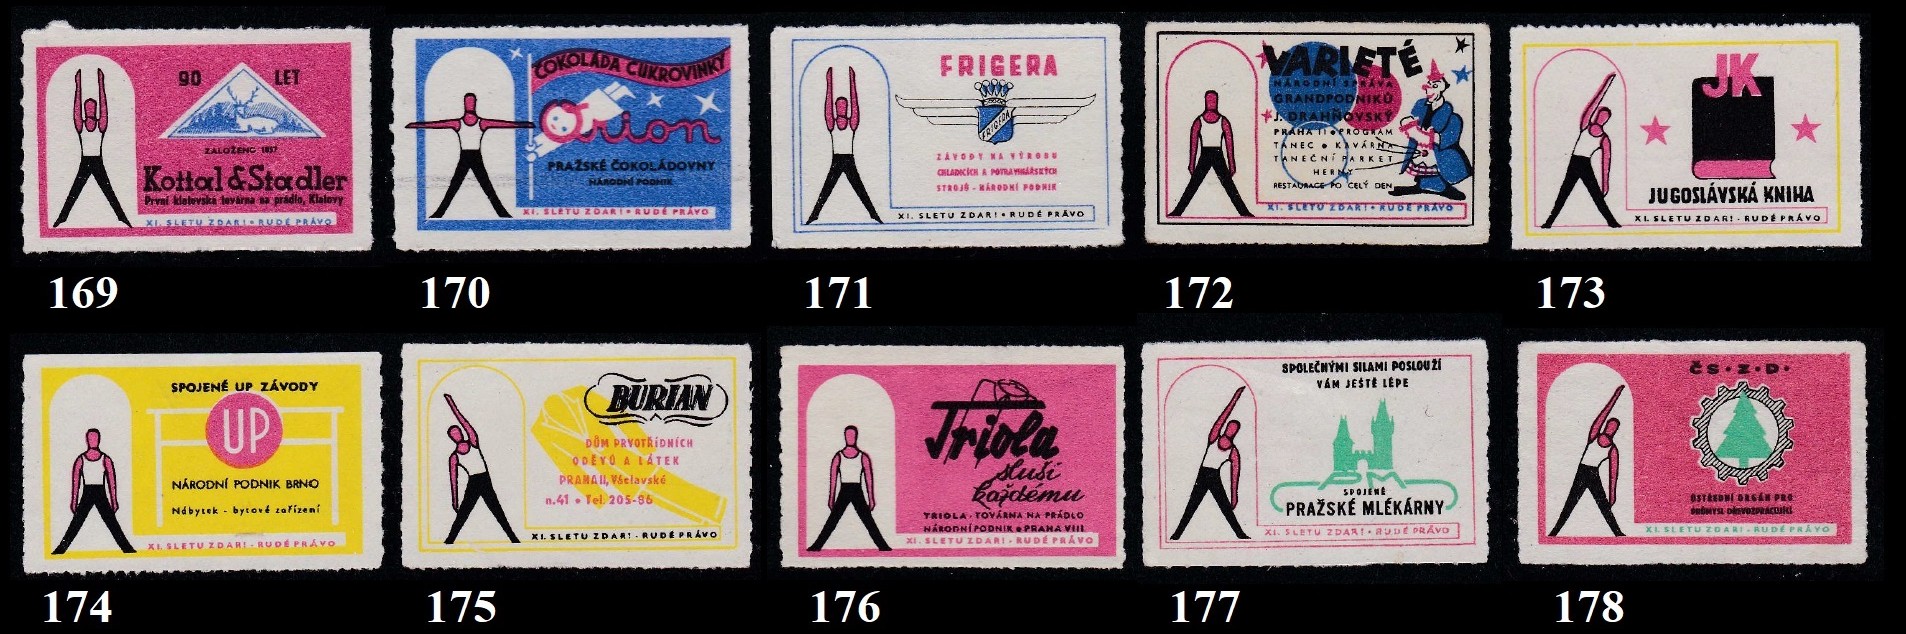 90 LET
ZALOŽENO 1857
Kottal & Stadler
První klatovská továrna na prádlo, Klatovy
XI. SLETU ZDAR! • RUDÉ PRÁVO
169
ČOKOLÁDA CUKROVINKY
Orion
PRAŽSKÉ ČOKOLÁDOVNY
NÁRODNÍ PODNIK
XI. SLETU ZDAR! • RUDÉ PRÁVO
170
FRIGERA
FRIGERA
ZÁVODY NA VÝROBU
CHLADICÍCH A POTRAVINÁŘSKÝCH
STROJŮ - NÁRODNÍ PODNIK
XI. SLETU ZDAR! • RUDÉ PRÁVO
171
VARIETÉ
NÁRODNÍ SPRÁVA
GRANDPODNIKŮ
J. DRAHŇOVSKÝ
PRAHA II • PROGRAM
TANEC • KAVÁRNA
TANEČNÍ PARKET
HERNY
RESTAURACE PO CELÝ DEN
XI. SLETU ZDAR! • RUDÉ PRÁVO
172
JK
JUGOSLÁVSKÁ KNIHA
XI. SLETU ZDAR! - RUDÉ PRÁVO
173
SPOJENÉ UP ZÁVODY
UP
NÁRODNÍ PODNIK BRNO
Nábytek - bytové zařízení
XI. SLETU ZDAR! - RUDÉ PRÁVO
174
BURIAN
DŮM PRVOTŘÍDNÍCH
ODĚVŮ A LÁTEK
PRAHA II, Václavské
n. 41 • Tel. 205-86
XI. SLETU ZDAR! - RUDÉ PRÁVO
175
Triola
sluší
každému
TRIOLA - TOVÁRNA NA PRÁDLO
NÁRODNÍ PODNIK • PRAHA VIII
XI. SLETU ZDAR! • RUDÉ PRÁVO
176
SPOLEČNÝMI SILAMI POSLOUŽÍ
VÁM JEŠTĚ LÉPE
PM
SPOJENÉ
PRAŽSKÉ MLÉKÁRNY
XI. SLETU ZDAR! - RUDÉ PRÁVO
177
ČS. Z. D.
ÚSTŘEDNÍ ORGÁN PRO
PRŮMYSL DŘEVOZPRACUJÍCÍ
XI. SLETU ZDAR! • RUDÉ PRÁVO
178